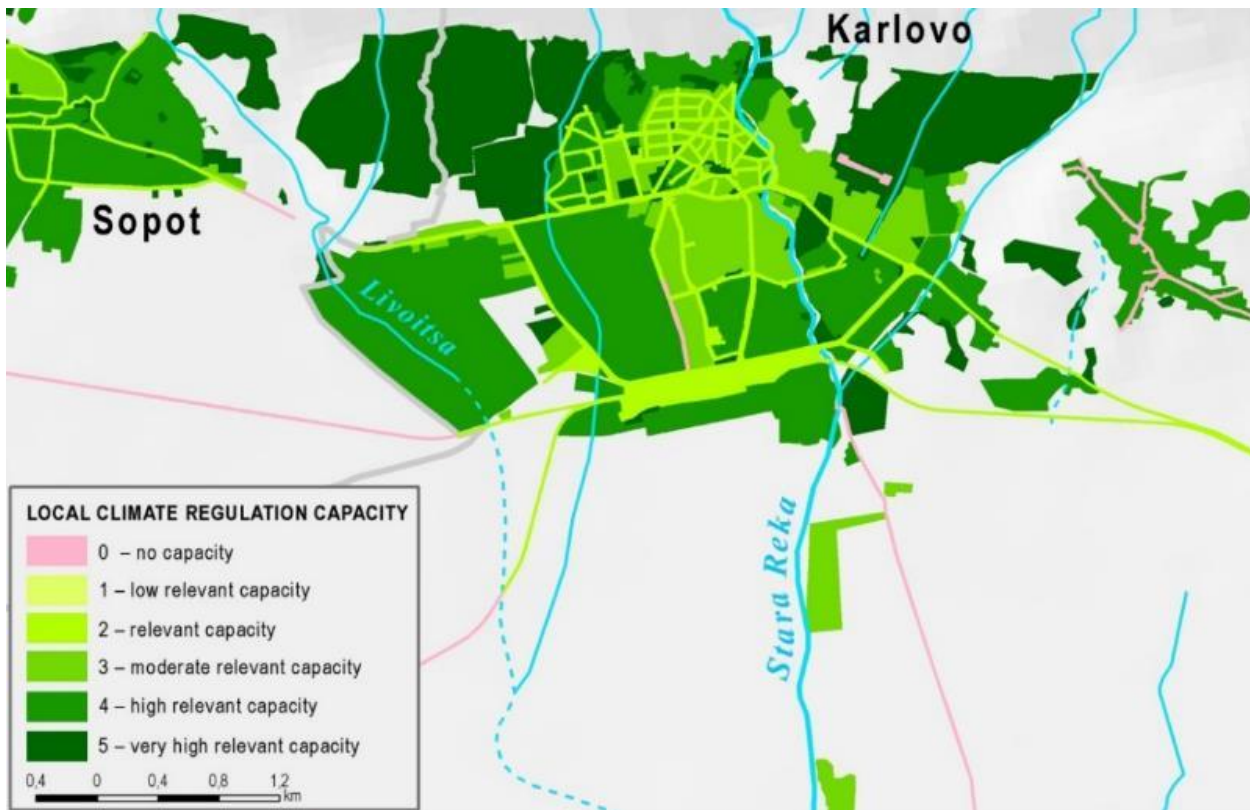 Karlovo
Sopot
Livoitsa
Stara Reka
LOCAL CLIMATE REGULATION CAPACITY
0 – no capacity
1 – low relevant capacity
2 – relevant capacity
3 – moderate relevant capacity
4 – high relevant capacity
5 – very high relevant capacity
0,4 0 0,4 0,8 1,2
km